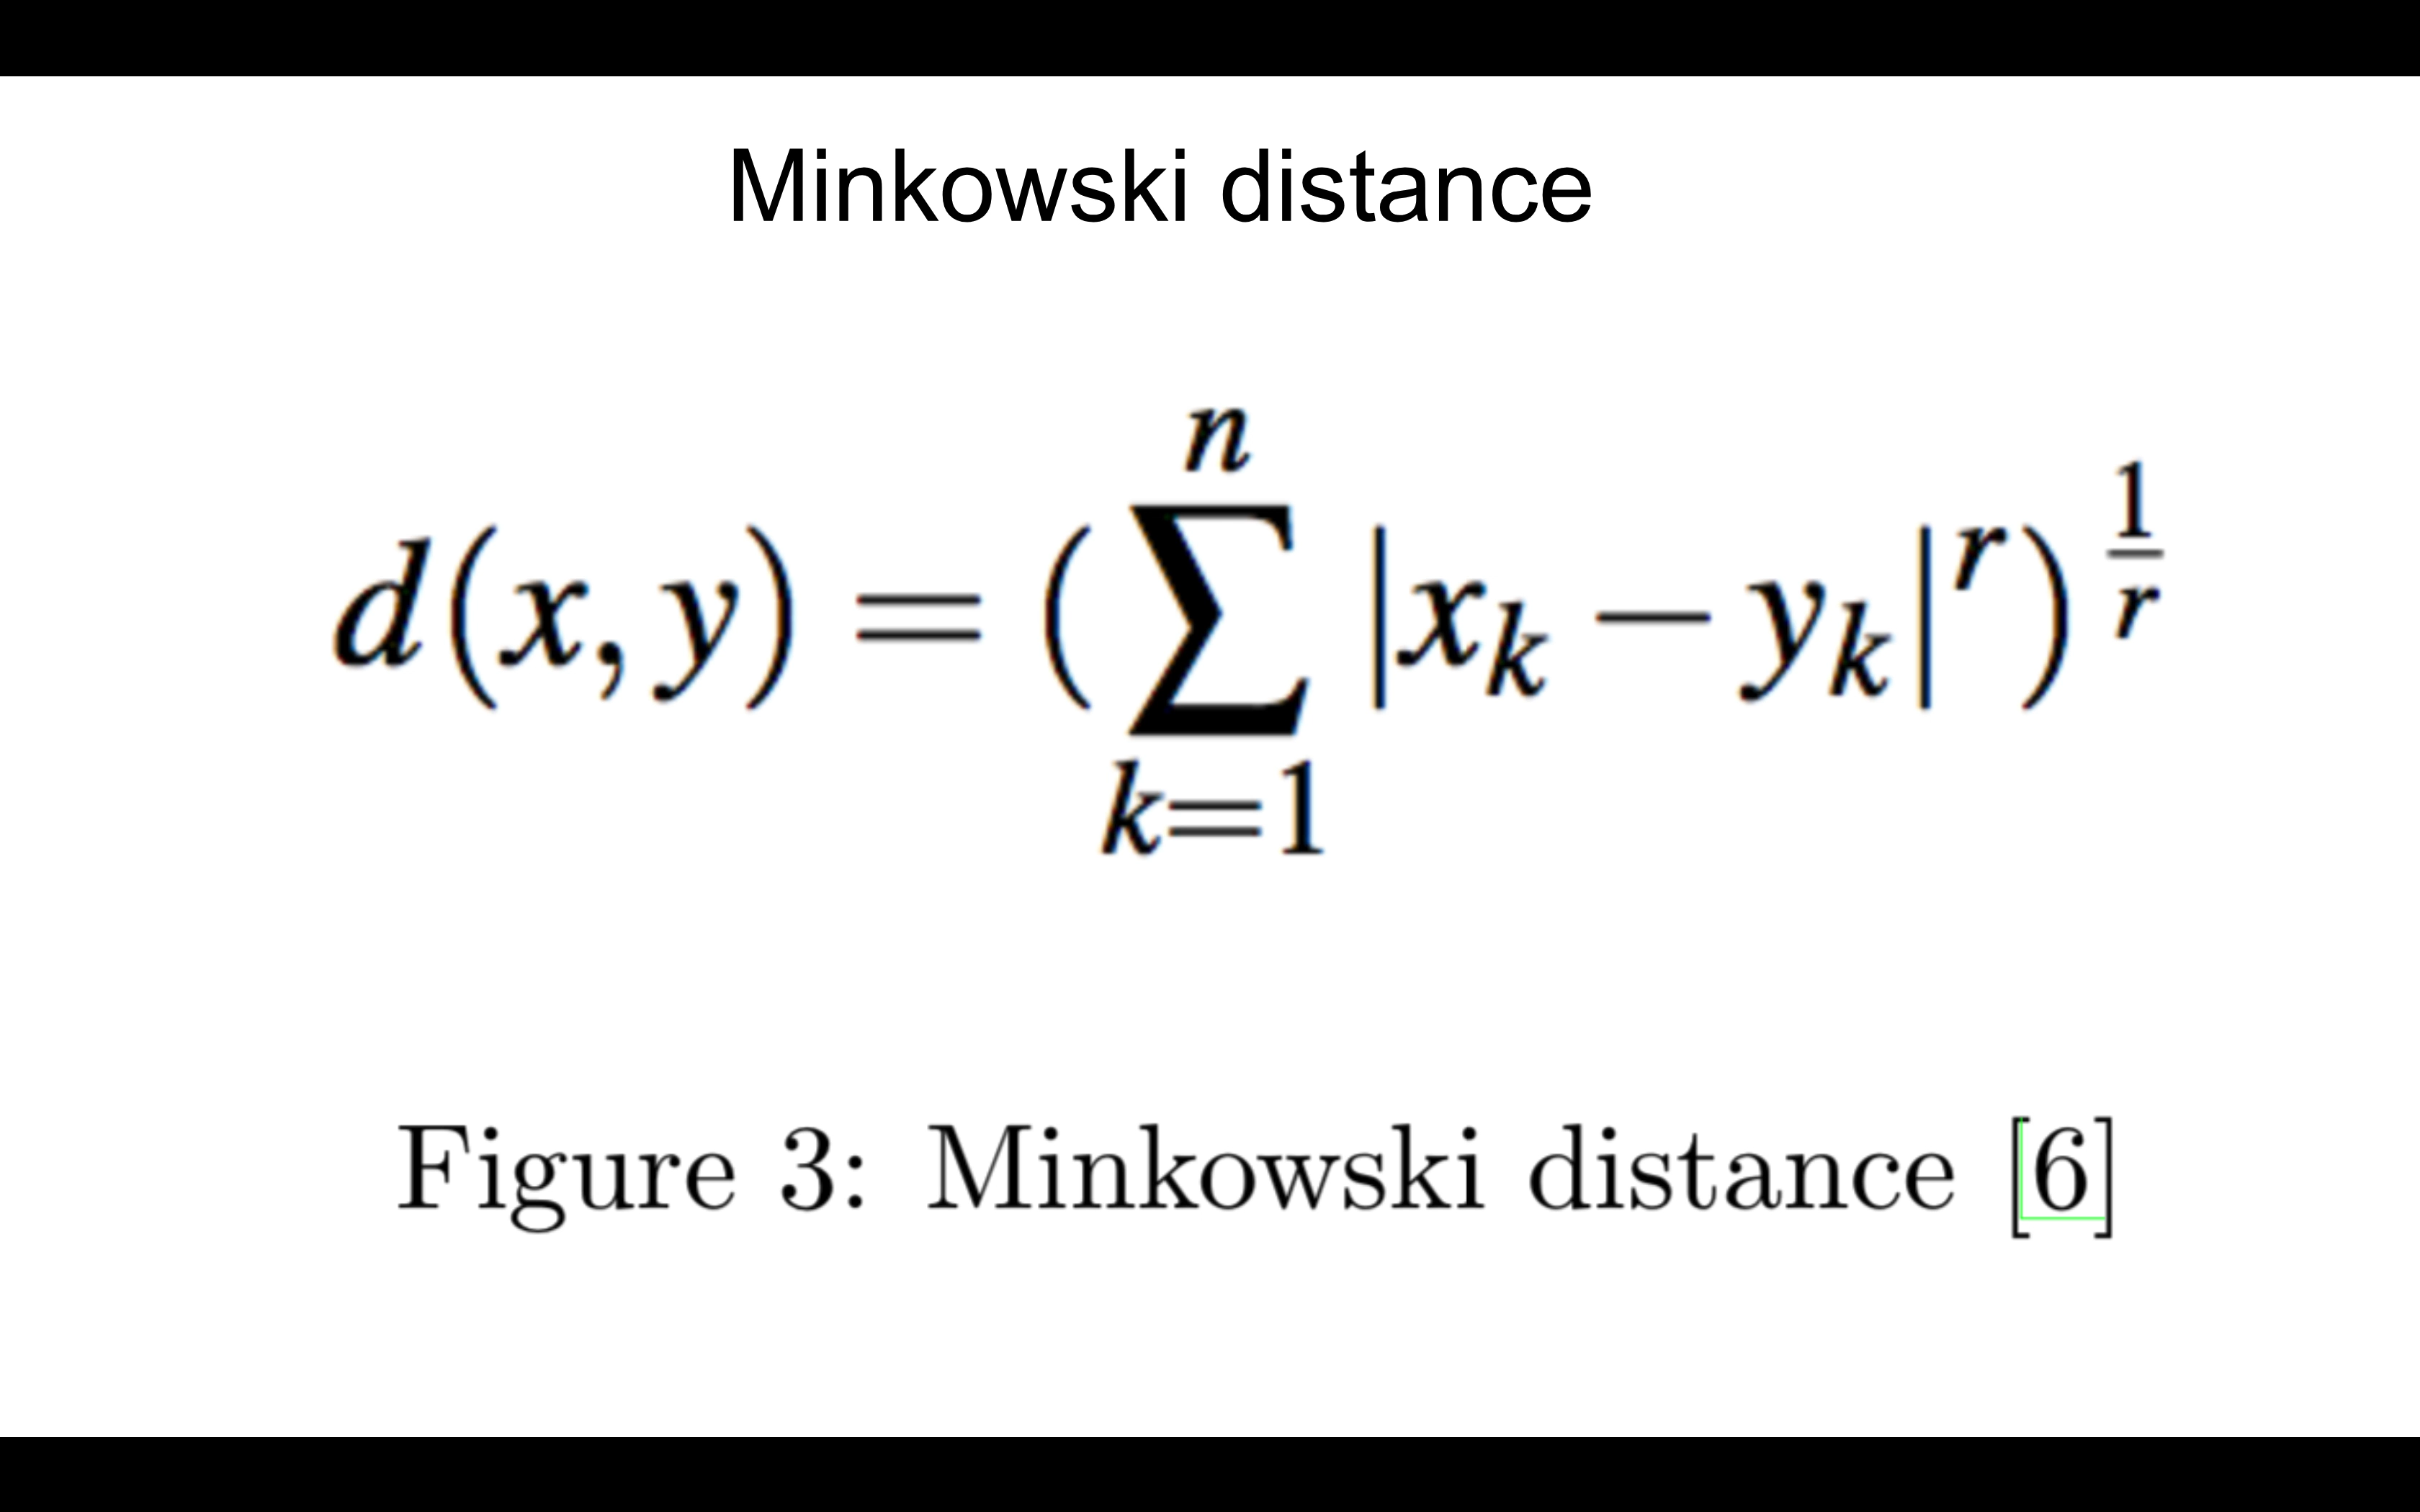 Minkowski distance
d(x,y) = (∑_{k=1}^{n} |x_k − y_k|^r)^{1/r}
Figure 3: Minkowski distance [6]